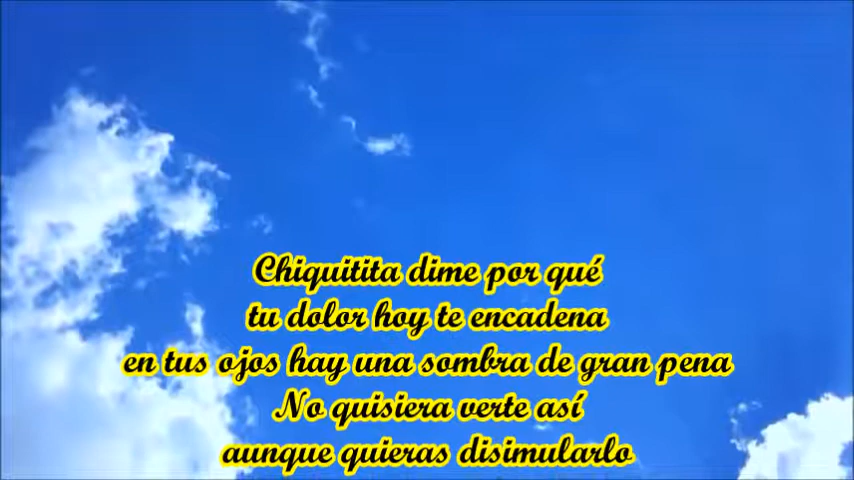 Chiquitita dime por qué
tu dolor hoy te encadena
en tus ojos hay una sombra de gran pena
No quisiera verte así
aunque quieras disimularlo